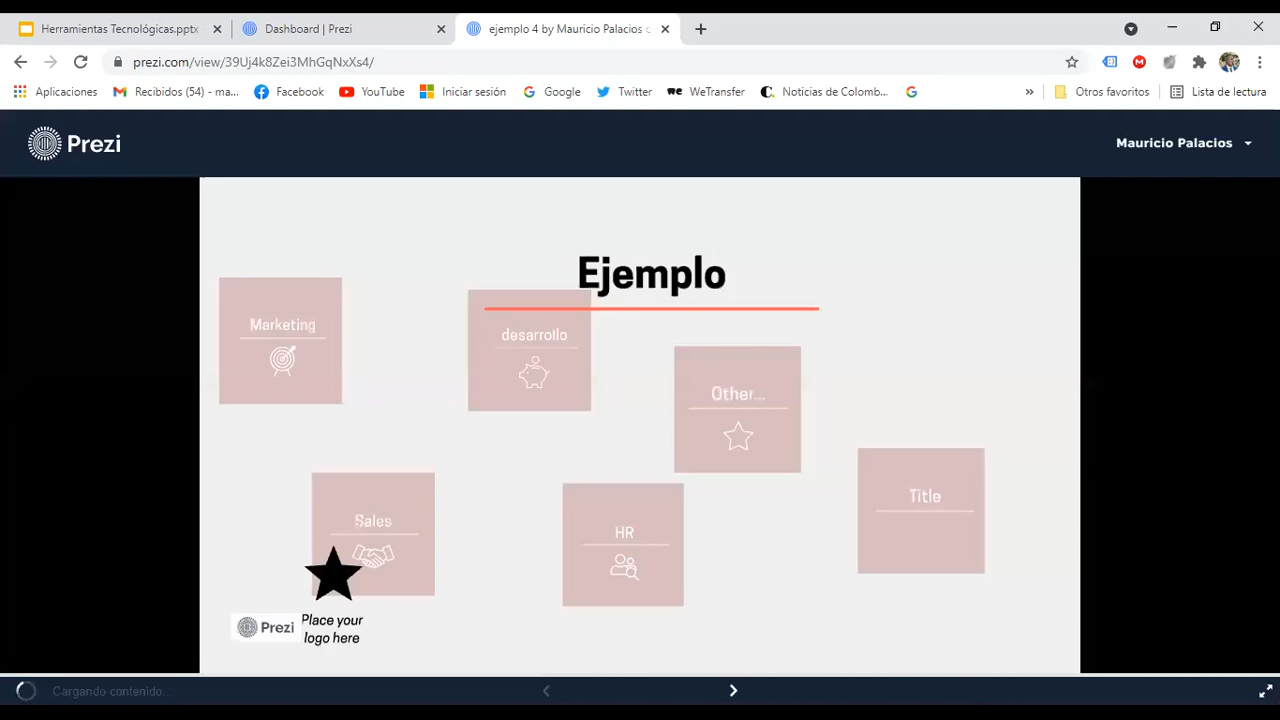 Herramientas Tecnológicas.pptx
Dashboard | Prezi
ejemplo 4 by Mauricio Palacios
prezi.com/view/39Uj4k8Zei3MhGqNxXs4/
Aplicaciones
Recibidos (54) - ma...
Facebook
YouTube
Iniciar sesión
Google
Twitter
WeTransfer
Noticias de Colomb...
Otros favoritos
Lista de lectura
Prezi
Mauricio Palacios
Ejemplo
Marketing
desarrollo
Other...
Title
Sales
HR
Prezi
Place your
logo here
Cargando contenido...